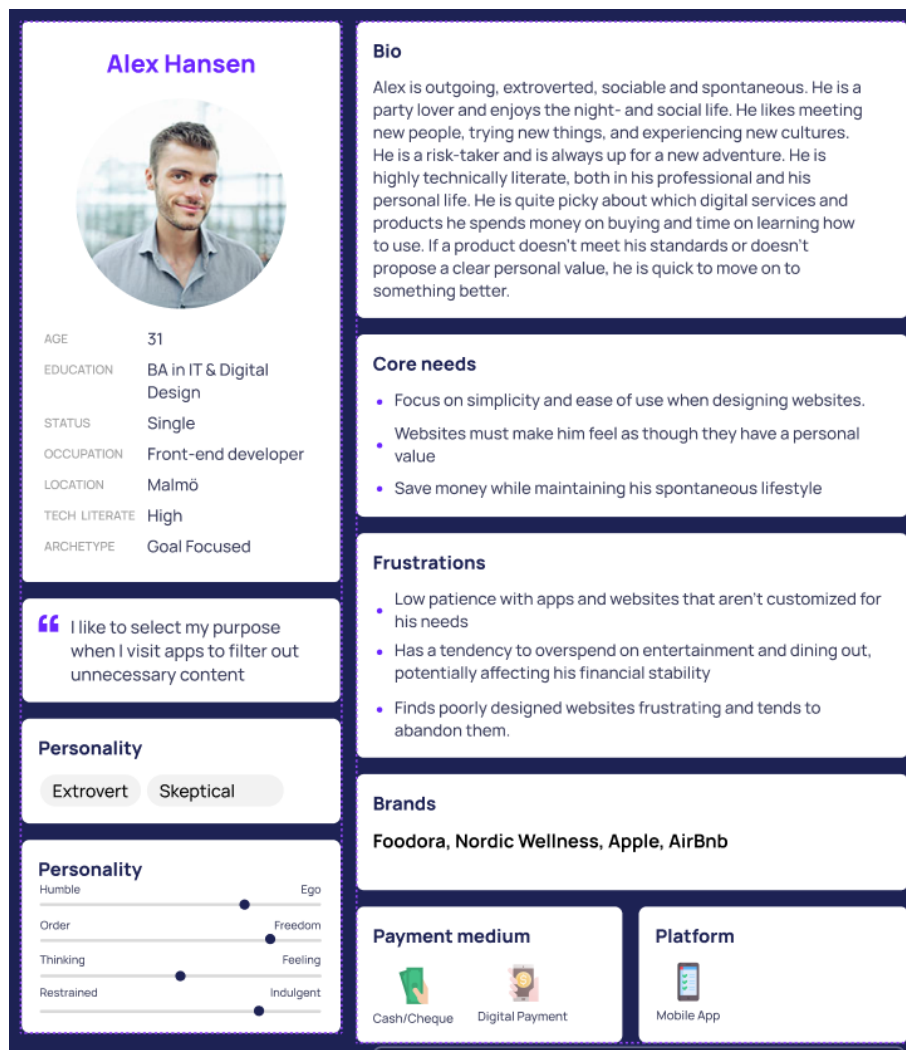 Alex Hansen
AGE 31
EDUCATION BA in IT & Digital
Design
STATUS Single
OCCUPATION Front-end developer
LOCATION Malmö
TECH LITERATE High
ARCHETYPE Goal Focused
I like to select my purpose
when I visit apps to filter out
unnecessary content
Personality
Extrovert Skeptical
Personality
Humble Ego
Order Freedom
Thinking Feeling
Restrained Indulgent
Bio
Alex is outgoing, extroverted, sociable and spontaneous. He is a
party lover and enjoys the night- and social life. He likes meeting
new people, trying new things, and experiencing new cultures.
He is a risk-taker and is always up for a new adventure. He is
highly technically literate, both in his professional and his
personal life. He is quite picky about which digital services and
products he spends money on buying and time on learning how
to use. If a product doesn't meet his standards or doesn't
propose a clear personal value, he is quick to move on to
something better.
Core needs
Focus on simplicity and ease of use when designing websites.
Websites must make him feel as though they have a personal
value
Save money while maintaining his spontaneous lifestyle
Frustrations
Low patience with apps and websites that aren't customized for
his needs
Has a tendency to overspend on entertainment and dining out,
potentially affecting his financial stability
Finds poorly designed websites frustrating and tends to
abandon them.
Brands
Foodora, Nordic Wellness, Apple, AirBnb
Payment medium
Cash/Cheque Digital Payment
Platform
Mobile App